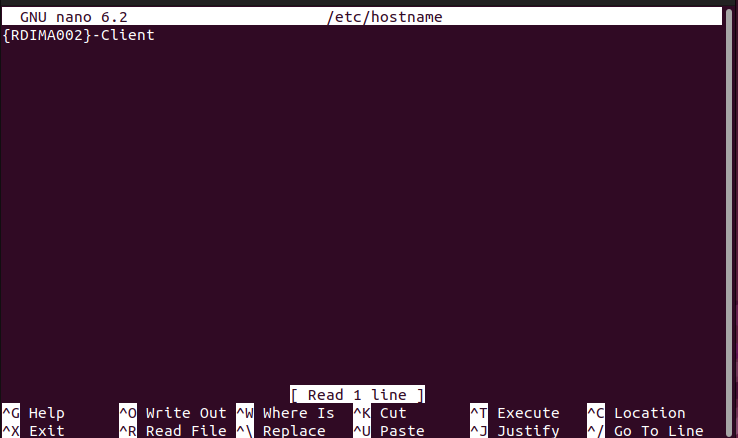 GNU nano 6.2 /etc/hostname
{RDIMA002}-Client
[ Read 1 line ]
^G Help ^O Write Out ^W Where Is ^K Cut ^T Execute ^C Location
^X Exit ^R Read File ^\ Replace ^U Paste ^J Justify ^/ Go To Line